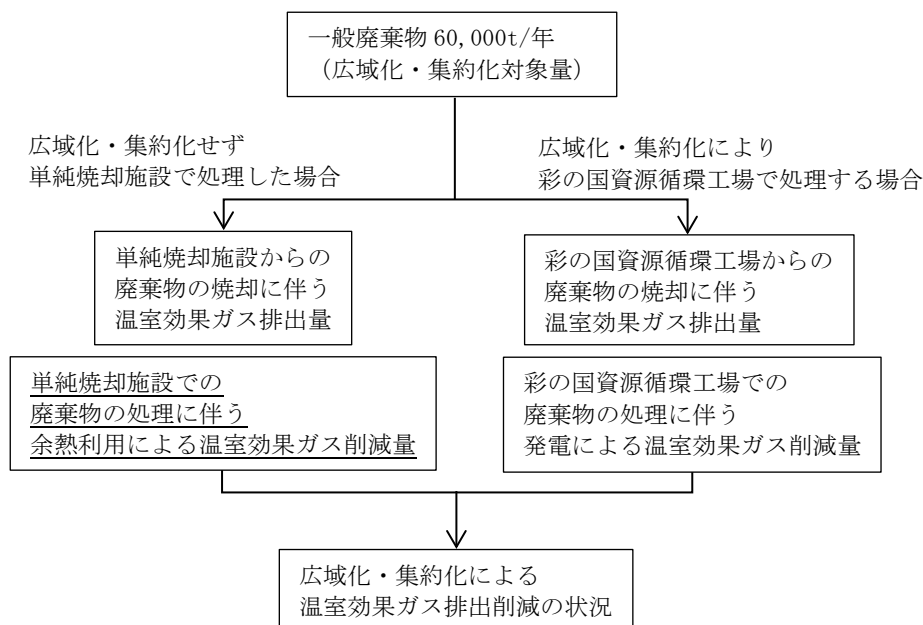 一般廃棄物 60,000t/年
（広域化・集約化対象量）
広域化・集約化せず
単純焼却施設で処理した場合
広域化・集約化により
彩の国資源循環工場で処理する場合
単純焼却施設からの
廃棄物の焼却に伴う
温室効果ガス排出量
彩の国資源循環工場からの
廃棄物の焼却に伴う
温室効果ガス排出量
単純焼却施設での
廃棄物の処理に伴う
余熱利用による温室効果ガス削減量
彩の国資源循環工場での
廃棄物の処理に伴う
発電による温室効果ガス削減量
広域化・集約化による
温室効果ガス排出削減の状況